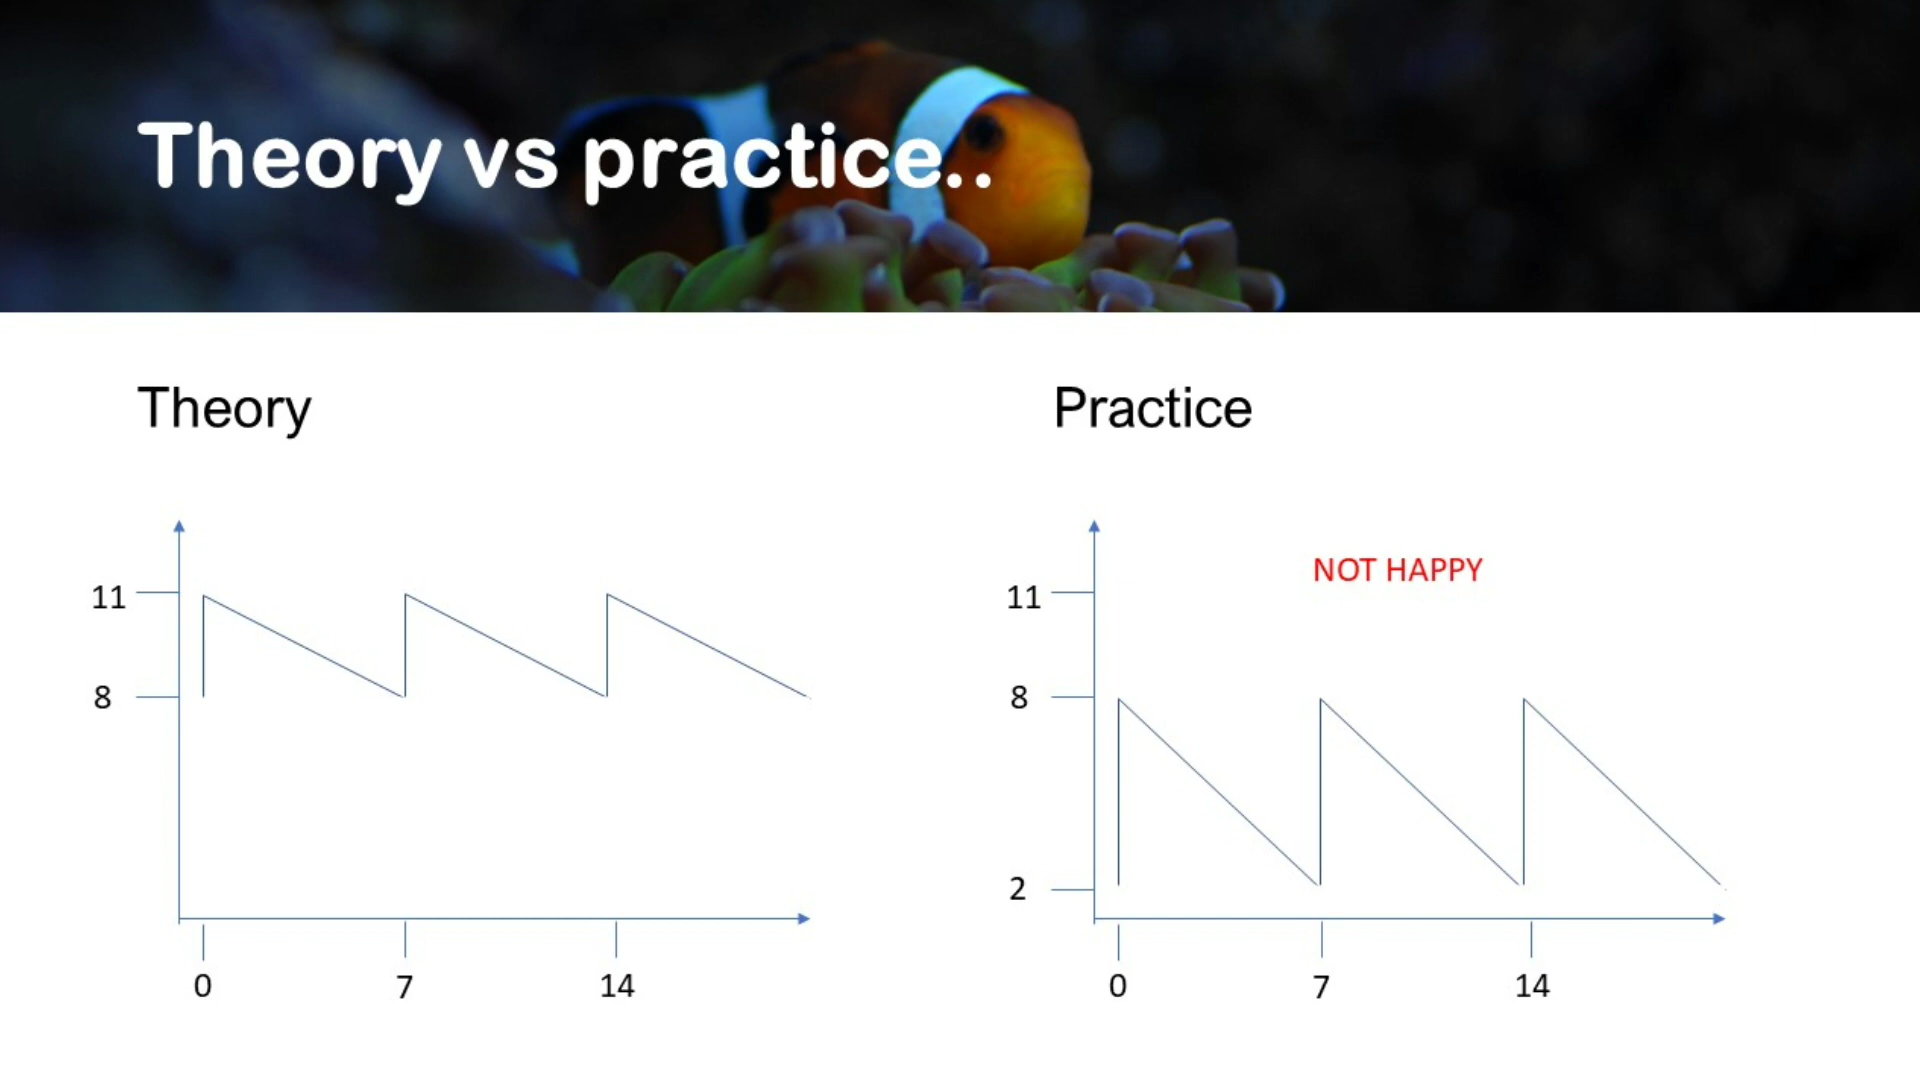 Theory vs practice..
Theory
Practice
11
8
0
7
14
NOT HAPPY
11
8
2
0
7
14